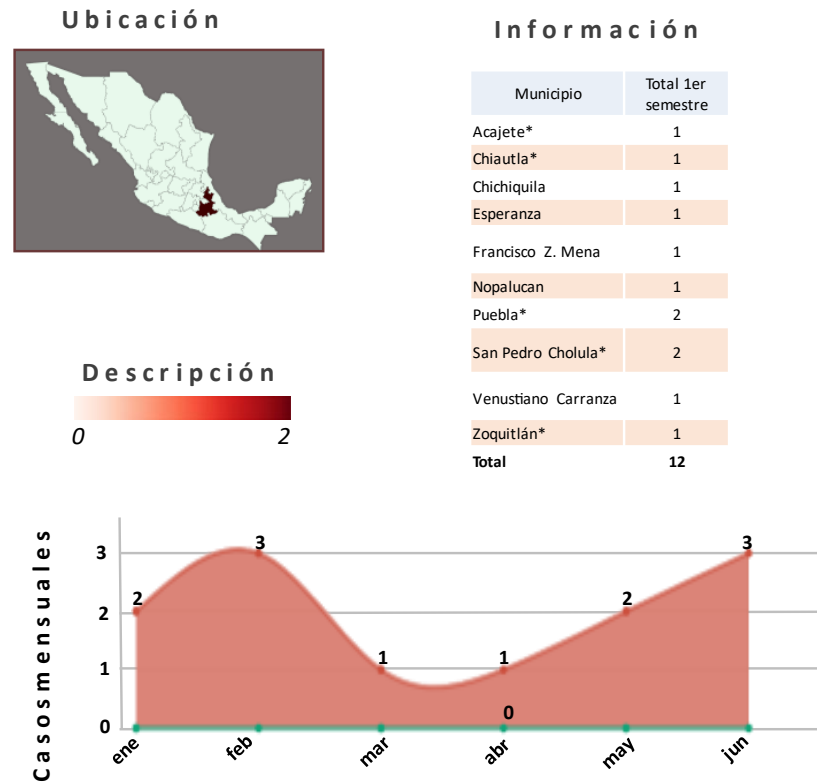 Ubicación
Información
Municipio Total 1er semestre
Acajete* 1
Chiautla* 1
Chichiquila 1
Esperanza 1
Francisco Z. Mena 1
Nopalucan 1
Puebla* 2
San Pedro Cholula* 2
Venustiano Carranza 1
Zoquitlán* 1
Total 12
Descripción
0 2
Casosmensuales
3
2
1
0
2
3
1
1
2
3
0
ene feb mar abr may jun